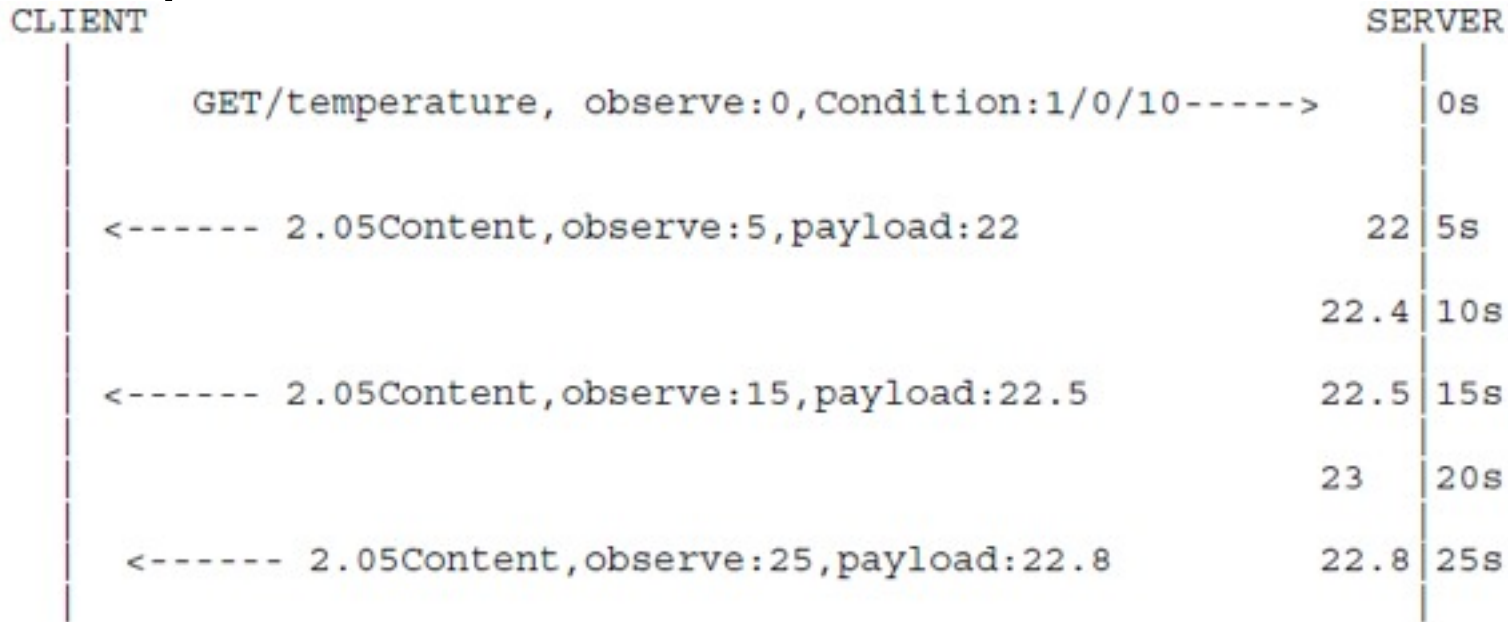 CLIENT SERVER
GET/temperature, observe:0,Condition:1/0/10-----> 0s
<------ 2.05Content,observe:5,payload:22 22 5s
22.4 10s
<------ 2.05Content,observe:15,payload:22.5 22.5 15s
23 20s
<------ 2.05Content,observe:25,payload:22.8 22.8 25s